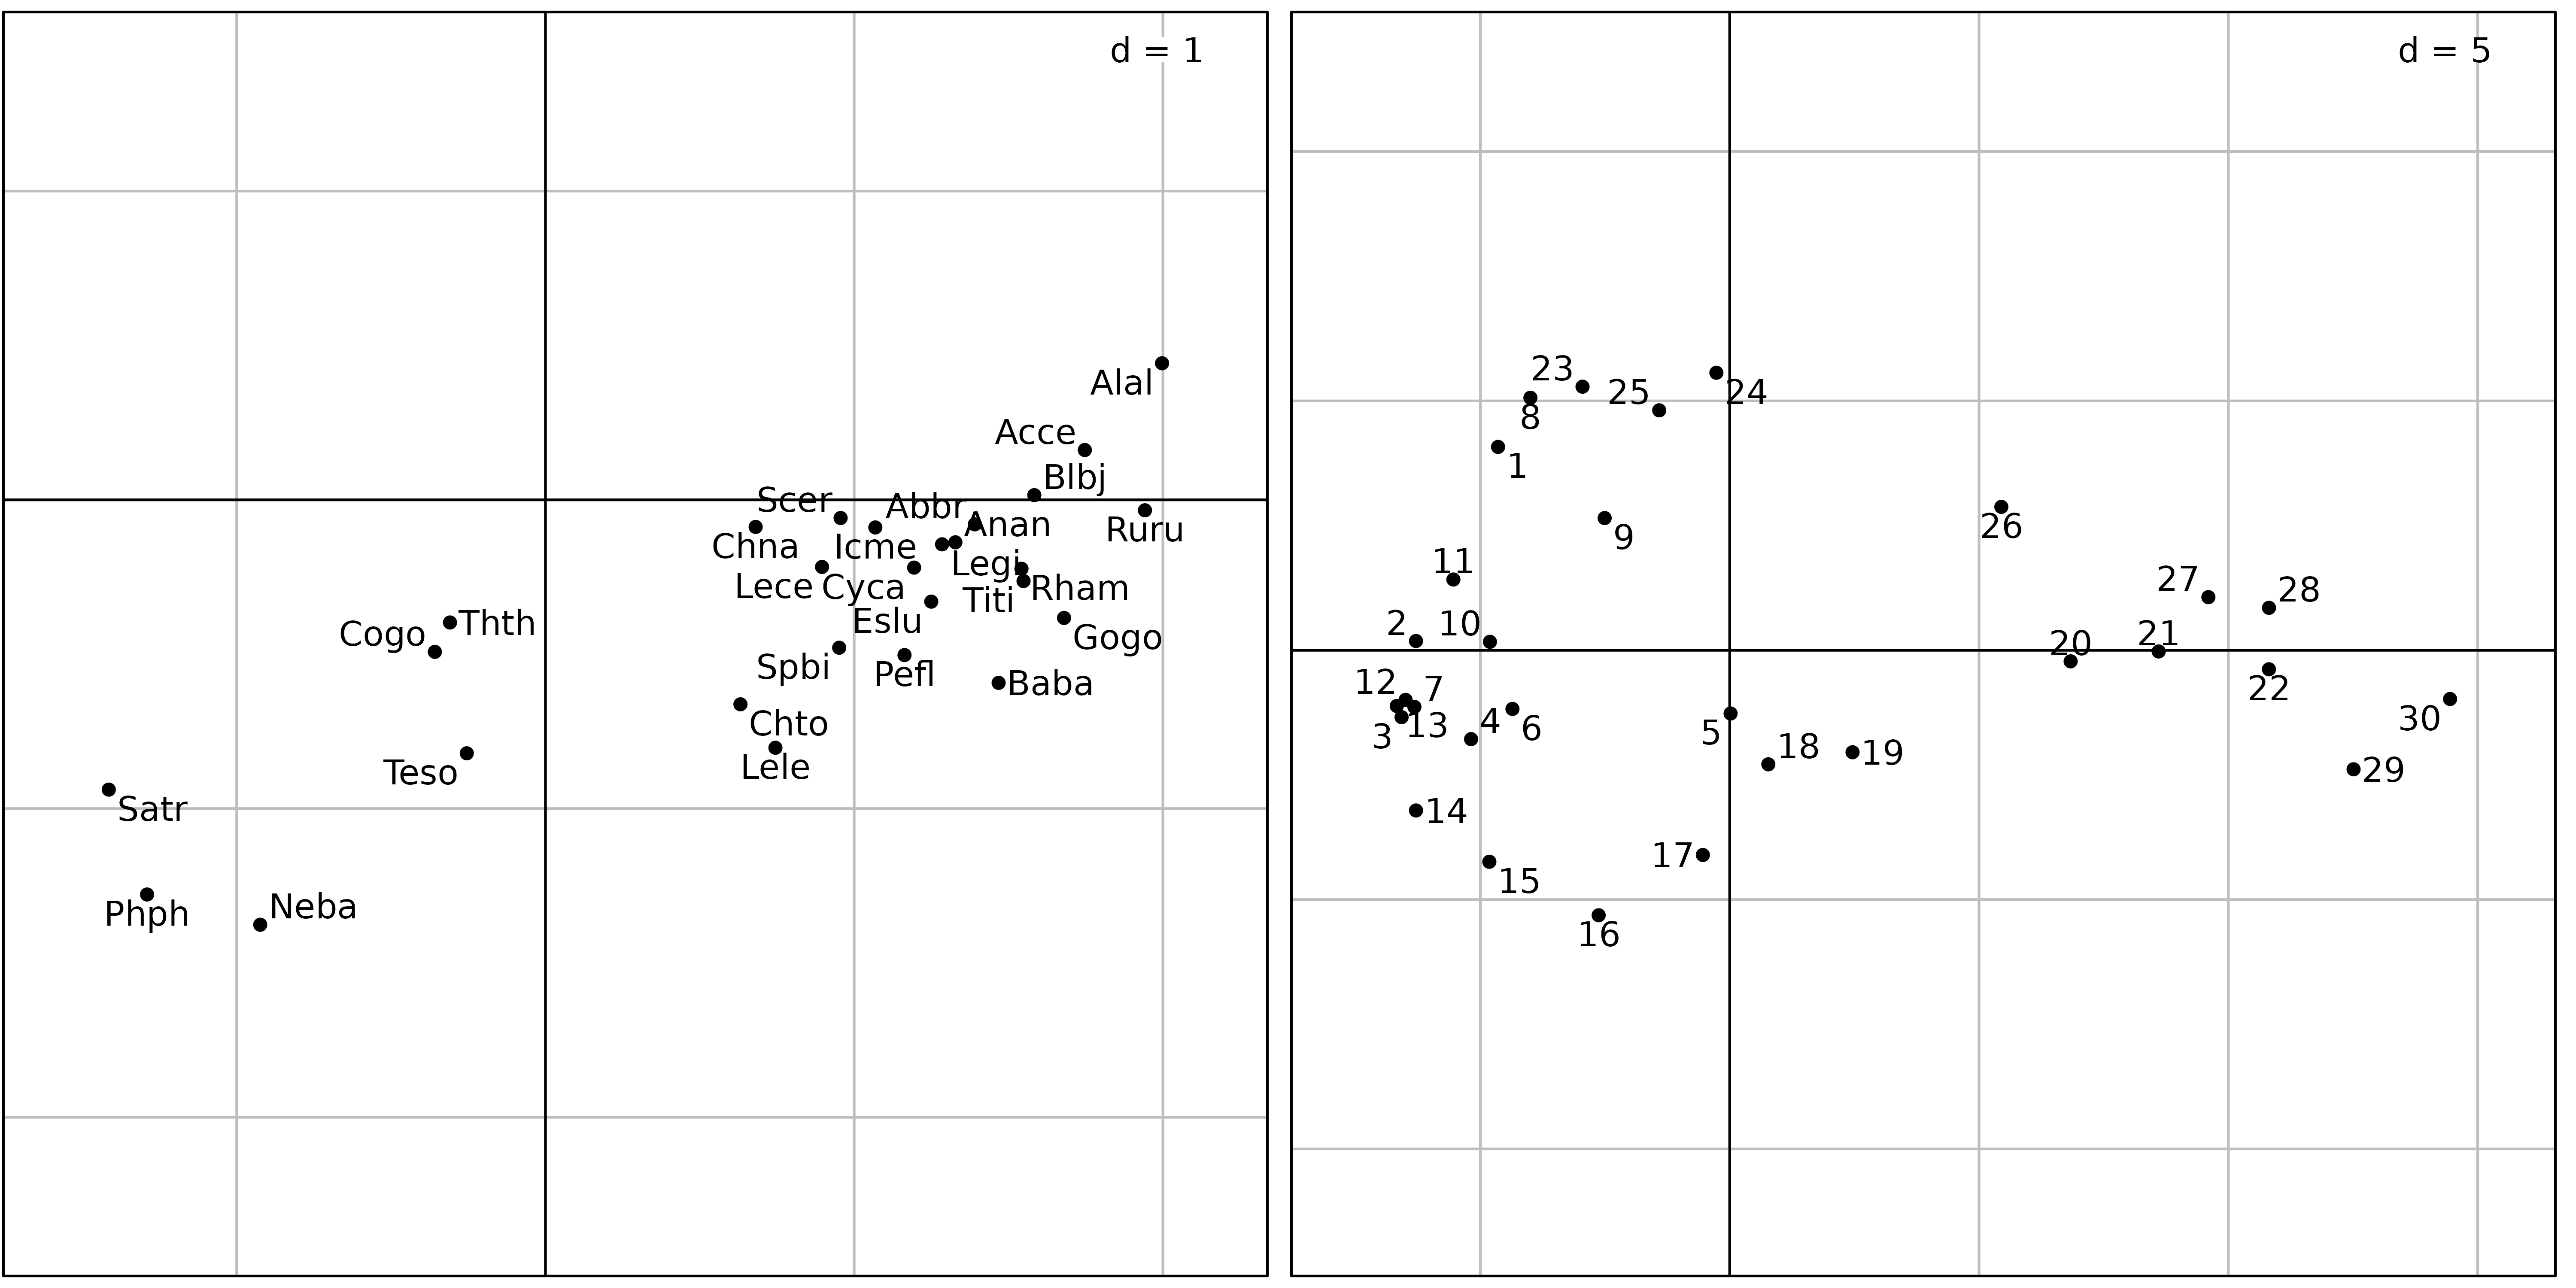 d = 1
Alal
Acce
Blbj
Scer
Abbr
Anan
Ruru
Chna
Icme
Legi
Lece
Cyca
Titi
Rham
Eslu
Gogo
Cogo
Thth
Spbi
Pefl
Baba
Chto
Lele
Teso
Satr
Phph
Neba
d = 5
23
25
24
8
1
9
26
11
27
28
2
10
20
21
12
7
22
3
13
4
6
5
18
19
30
29
14
17
15
16